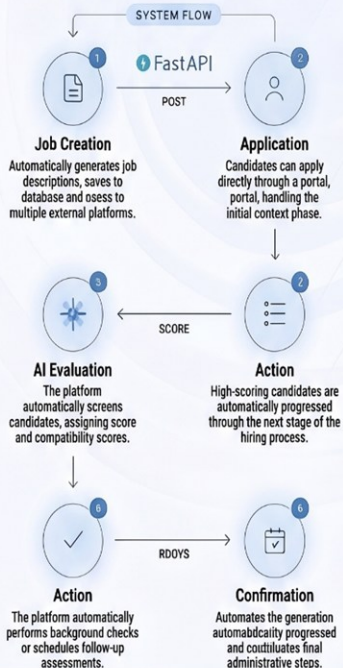 SYSTEM FLOW
1
FastAPI
2
POST
Job Creation
Automatically generates job
descriptions, saves to
database and osess to
multiple external platforms.
Application
Candidates can apply
directly through a portal,
portal, handling the
initial context phase.
3
2
SCORE
AI Evaluation
The platform
automatically screens
candidates, assigning score
and compatibility scores.
Action
High-scoring candidates are
automatically progressed
through the next stage of the
hiring process.
6
6
RDOYS
Action
The platform automatically
performs background checks
or schedules follow-up
assessments.
Confirmation
Automates the generation
progressed
and final
administrative steps.